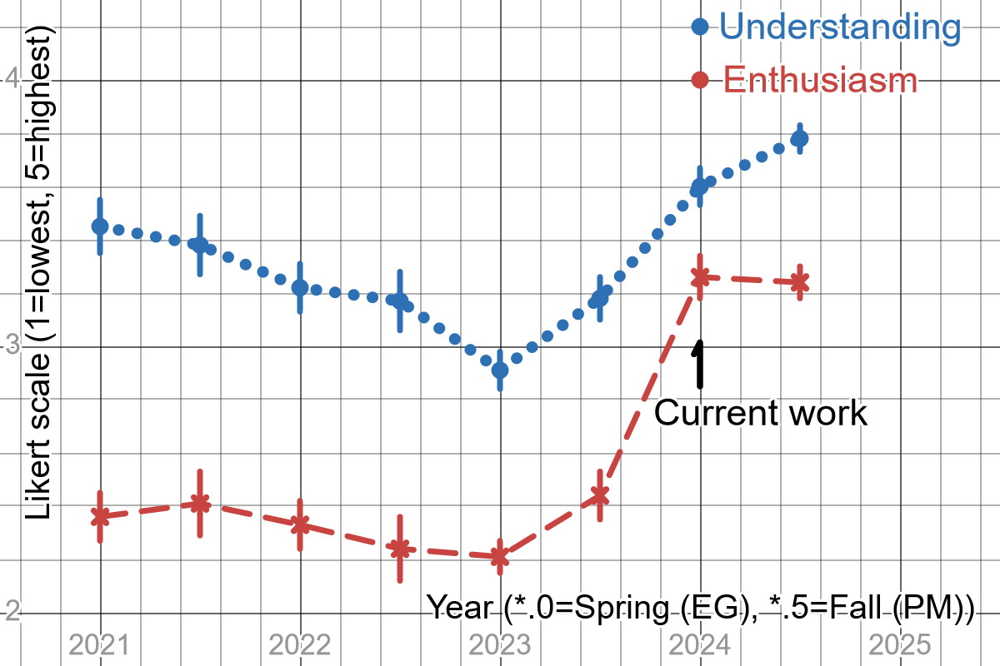 Understanding
Enthusiasm
Likert scale (1=lowest, 5=highest)
4
3
2
Current work
Year (*.0=Spring (EG), *.5=Fall (PM))
2021
2022
2023
2024
2025